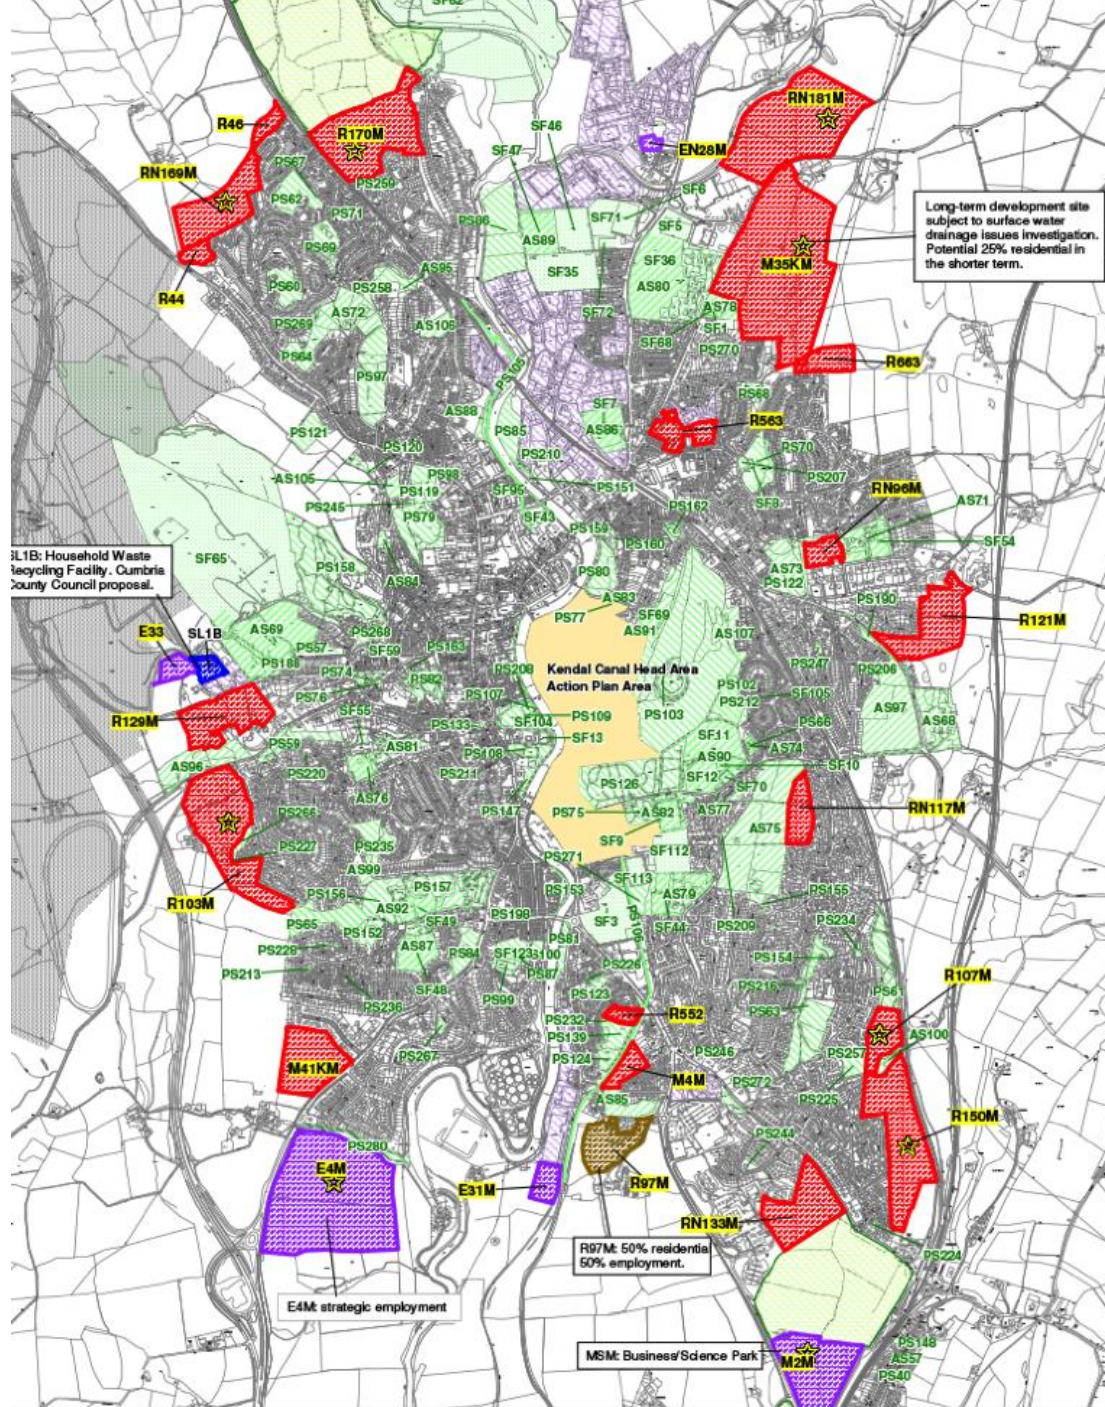 SF62
RN181M
R46
R170M
SF46
SF47
EN28M
RN169M
PS67
PS259
PS62
SF6
Long-term development site
subject to surface water
drainage issues investigation.
Potential 25% residential in
the shorter term.
PS71
PS86
SF71
SF5
AS89
PS69
SF36
M35KM
AS95
SF35
R44
PS60
PS258
AS80
AS72
SF72
AS78
PS269
AS106
SF1
SF68
PS270
PS64
R663
PS105
PS97
PS68
SF7
AS88
R563
PS121
PS85
AS86
PS120
PS70
PS210
AS105
PS98
PS207
PS119
SF95
PS151
RN96M
PS245
PS79
SF43
PS162
SF8
AS71
PS159
SF54
SL1B: Household Waste
Recycling Facility. Cumbria
County Council proposal.
SF65
PS160
PS158
AS84
PS80
AS73
PS122
PS190
AS83
PS77
SF69
R121M
E33
SL1B
AS69
PS268
AS91
AS107
PS57
SF59
PS163
PS188
PS208
Kendal Canal Head Area
Action Plan Area
PS247
PS206
PS74
PS82
PS102
PS76
PS107
SF105
PS212
AS97
R129M
SF55
PS109
PS103
AS68
PS133
SF104
PS66
SF13
SF11
PS59
AS81
PS108
AS74
AS90
SF10
AS96
PS220
PS211
SF12
PS126
SF70
AS76
PS147
PS75
AS82
AS77
RN117M
PS266
AS75
PS227
PS235
SF9
SF112
PS271
AS99
SF113
R103M
PS156
PS157
PS153
AS79
PS155
AS92
PS198
PS65
SF49
SF3
PS106
SF44
PS209
PS234
PS152
PS81
PS228
AS87
PS84
SF123
PS100
PS154
PS213
PS226
R107M
PS87
PS236
SF48
PS99
PS123
PS216
PS61
PS63
R552
PS232
PS139
AS100
PS267
PS246
PS257
PS124
M41KM
M4M
PS272
AS85
PS225
R150M
PS244
PS280
E4M
E31M
R97M
RN133M
R97M: 50% residentia
50% employment.
PS224
E4M: strategic employment
PS148
MSM: Business/Science Park
M2M
AS57
PS40